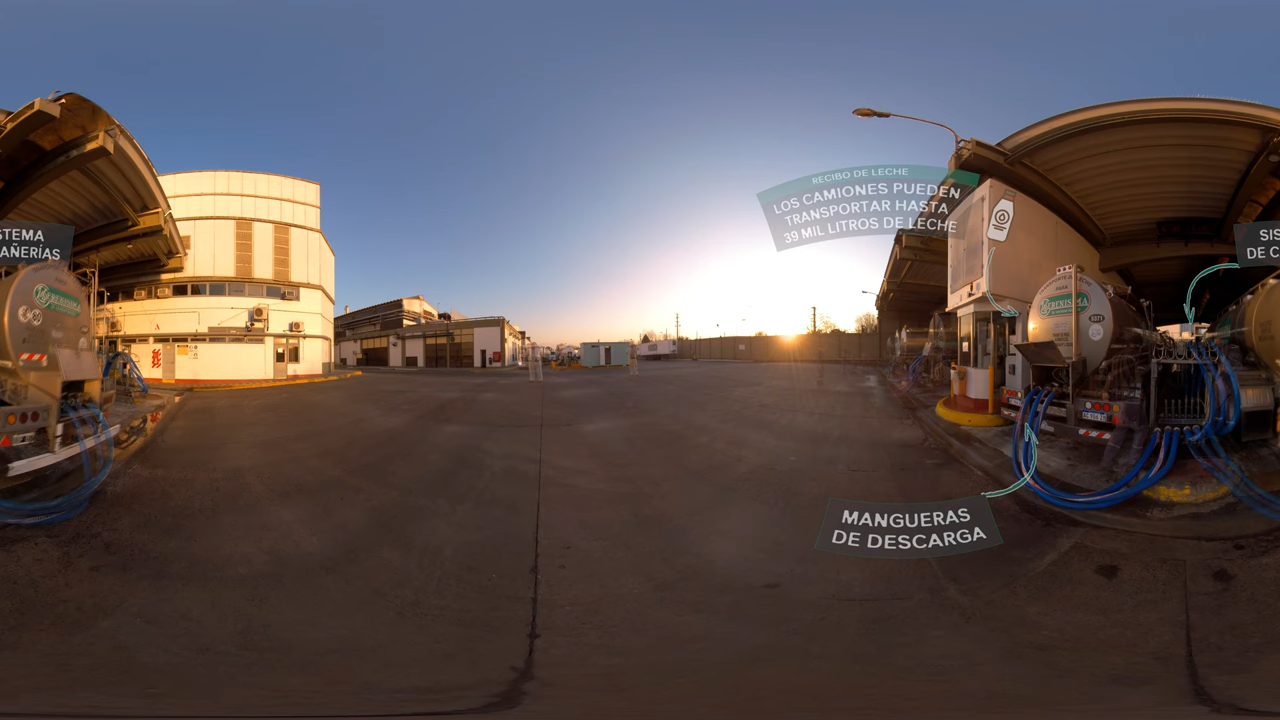 RECIBO DE LECHE
LOS CAMIONES PUEDEN
TRANSPORTAR HASTA
39 MIL LITROS DE LECHE
STEMA
AÑERÍAS
SIS
DE C
MANGUERAS
DE DESCARGA